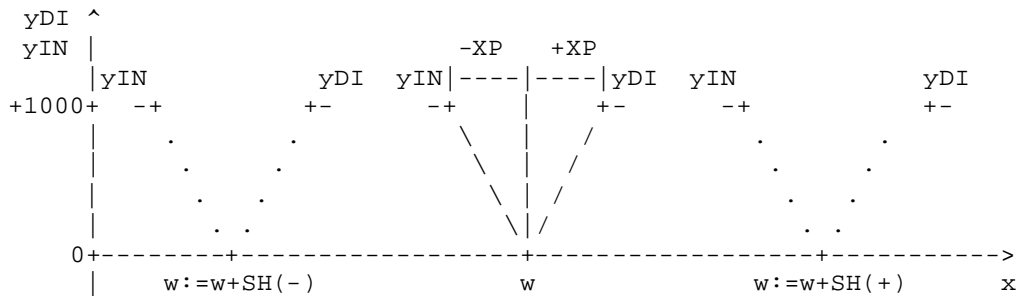 yDI ^
yIN |
-XP +XP
|yIN yDI yIN|----|----|yDI yIN yDI
+1000+ -+ +- -+ | +- -+ +-
0+--------+-------------------+-------------------+----------->
| w:=w+SH(-) w w:=w+SH(+) x